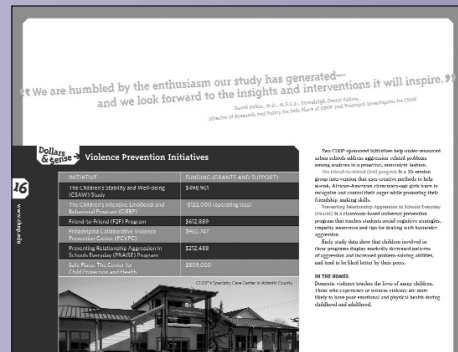 “We are humbled by the enthusiasm our study has generated—
and we look forward to the insights and interventions it will inspire.”
Dollars
& Sense
Violence Prevention Initiatives
16
INITIATIVE FUNDING (GRANTS AND SUPPORT)
The Children's Stability and Well-Being
(CSAW) Study $498,961
The Children's Intensive Emotional and
Behavioral Program (CIEBP) -$122,000 (operating loss)
Friend-to-Friend (F2F) Program $612,889
Philadelphia Collaborative Violence
Prevention Center (PCVPC)
Preventing Relationship Aggression in
Schools Everyday (PRAISE) Program $212,488
Safe Place: The Center for
Child Protection and Health $809,000
CHOP's Specialty Care Center in Atlantic County
Two CHOP-sponsored initiatives help under-resourced
urban schools address aggression-related problems
among students in a proactive, nonviolent fashion.
The Friend-to-Friend (F2F) program is a 20-session
group intervention that uses creative methods to help
at-risk, African-American elementary-age girls learn to
recognize and control their anger while promoting their
friendship-making skills.
Preventing Relationship Aggression in Schools Everyday
(PRAISE) is a classroom-based universal prevention
program that teaches students social cognitive strategies,
empathy awareness and tips for dealing with bystander
aggression.
Early study data show that children involved in
these programs display markedly decreased patterns
of aggression and increased problem-solving abilities,
and tend to be liked better by their peers.
IN THE HOMES
Domestic violence touches the lives of many children.
Those who experience or witness violence are more
likely to have poor emotional and physical health during
childhood and adulthood.